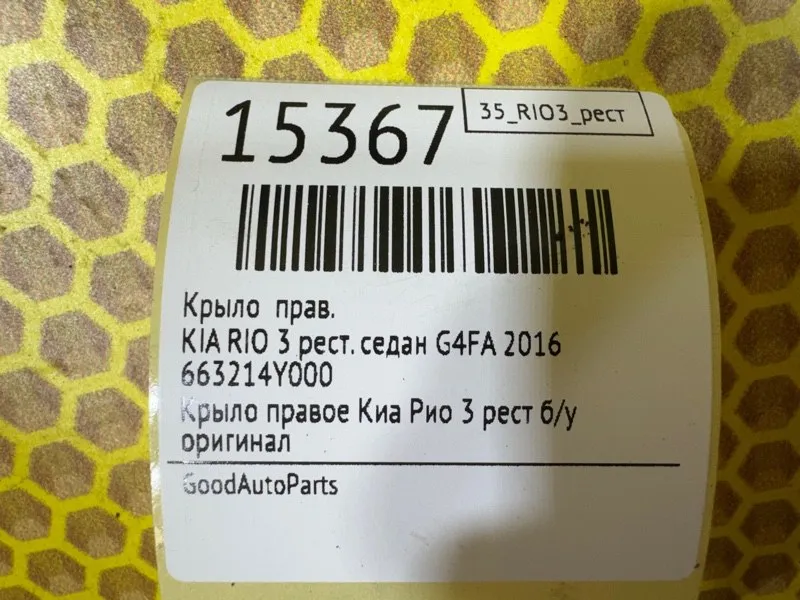 15367
35_RIO3_рест
Крыло прав.
KIA RIO 3 рест. седан G4FA 2016
663214Y000
Крыло правое Киа Рио 3 рест б/у
оригинал
GoodAutoParts